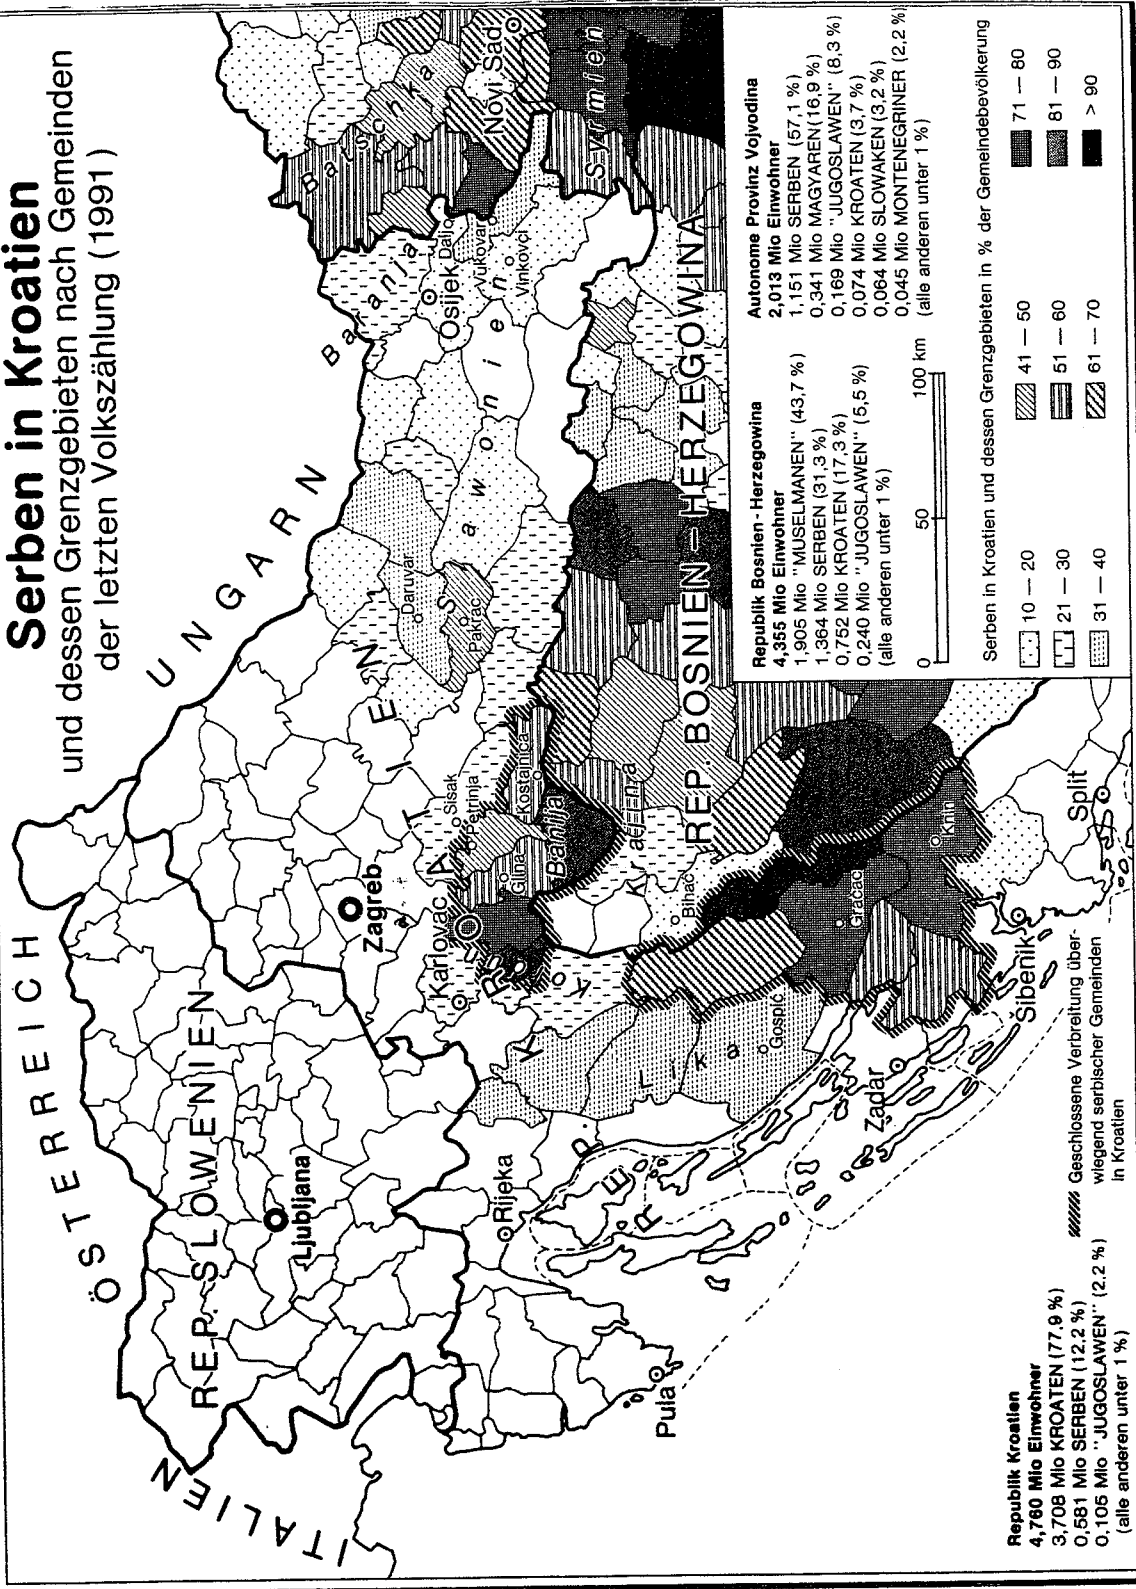 Serben in Kroatien
und dessen Grenzgebieten nach Gemeinden
der letzten Volkszählung (1991)
ÖSTERREICH
UNGARN
ITALIEN
REP. SLOWENIEN
Ljubljana
Zagreb
REP. KROATIEN
Slawonien
Baranja
Batschka
Novi Sad
Syrmien
Osijek
Dalj
Vukovar
Vinkovci
Daruvar
Pakrac
Sisak
Petrinja
Kostajnica
Glina
Banija
Karlovac
Krajina
Bihać
REP. BOSNIEN – HERZEGOWINA
Lika
Gospić
Gračac
Knin
Split
Šibenik
Zadar
Rijeka
Pula
Republik Kroatien
4,760 Mio Einwohner
3,708 Mio KROATEN (77,9 %)
0,581 Mio SERBEN (12.2 %)
0,105 Mio "JUGOSLAWEN" (2.2 %)
(alle anderen unter 1 %)
Geschlossene Verbreitung über-
wiegend serbischer Gemeinden
in Kroatien
Republik Bosnien - Herzegowina
4,355 Mio Einwohner
1,905 Mio "MUSELMANEN" (43,7 %)
1,364 Mio SERBEN (31,3 %)
0,752 Mio KROATEN (17,3 %)
0,240 Mio "JUGOSLAWEN" (5,5 %)
(alle anderen unter 1 %)
Autonome Provinz Vojvodina
2,013 Mio Einwohner
1,151 Mio SERBEN (57,1 %)
0,341 Mio MAGYAREN (16,9 %)
0,169 Mio "JUGOSLAWEN" (8,3 %)
0,074 Mio KROATEN (3,7 %)
0,064 Mio SLOWAKEN (3,2 %)
0,045 Mio MONTENEGRINER (2,2 %)
(alle anderen unter 1 %)
0 50 100 km
Serben in Kroatien und dessen Grenzgebieten in % der Gemeindebevölkerung
10 — 20
21 — 30
31 — 40
41 — 50
51 — 60
61 — 70
71 — 80
81 — 90
> 90